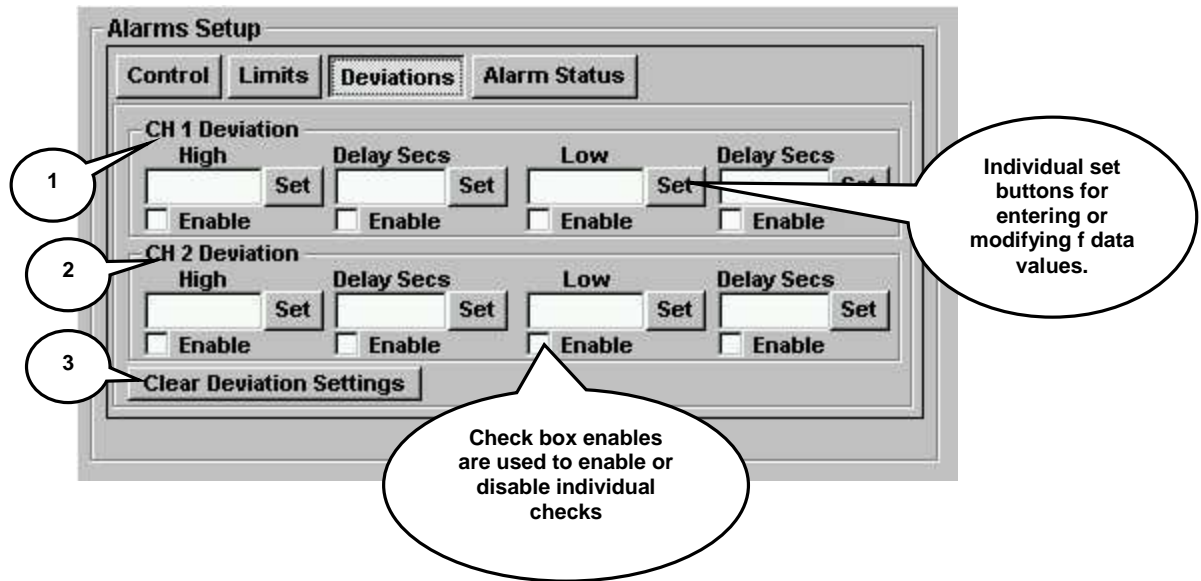 Alarms Setup
Control Limits Deviations Alarm Status
CH 1 Deviation
High Delay Secs Low Delay Secs
Set Set Set Set
Enable Enable Enable Enable
CH 2 Deviation
High Delay Secs Low Delay Secs
Set Set Set Set
Enable Enable Enable Enable
Clear Deviation Settings
1
2
3
Individual set
buttons for
entering or
modifying f data
values.
Check box enables
are used to enable or
disable individual
checks